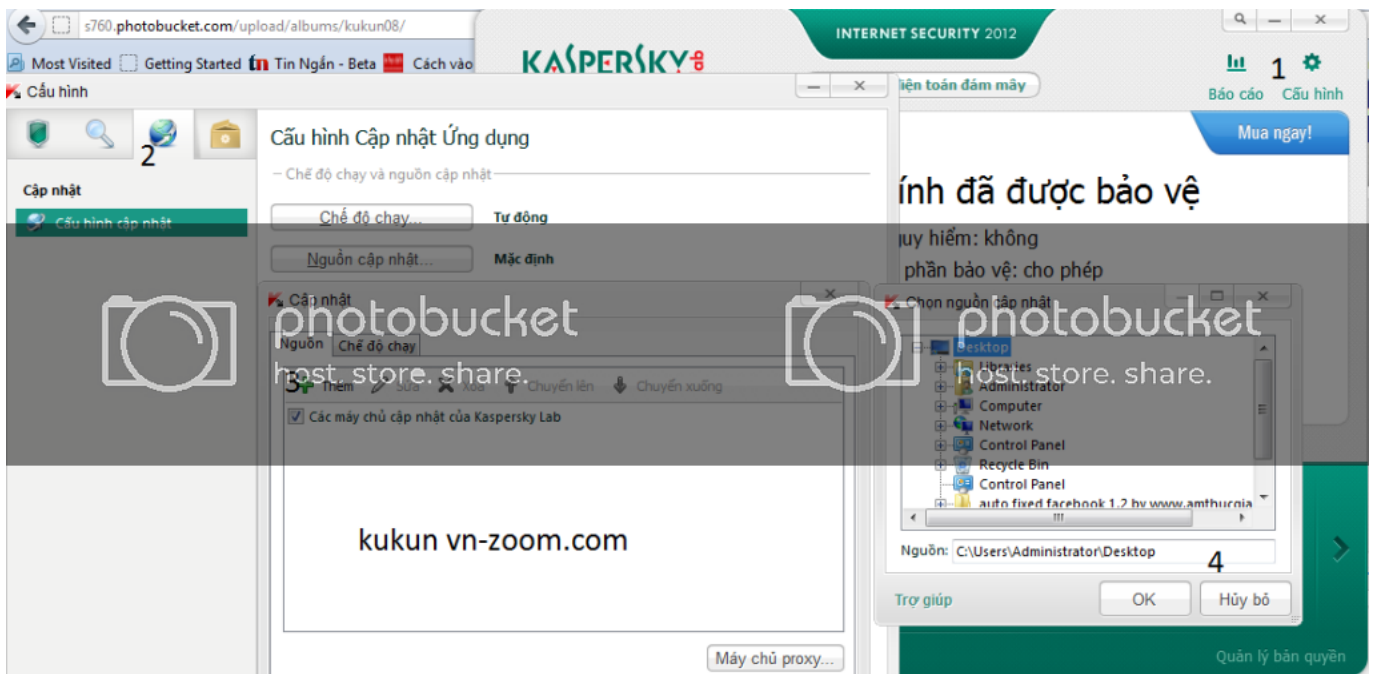 s760.photobucket.com/upload/albums/kukun08/
Most Visited Getting Started Tin Ngắn - Beta Cách vào
KASPERSKY
INTERNET SECURITY 2012
điện toán đám mây
Báo cáo
1
Cấu hình
Mua ngay!
Cấu hình
2
Cập nhật
Cấu hình cập nhật
Cấu hình Cập nhật Ứng dụng
Chế độ chạy và nguồn cập nhật
Chế độ chạy... Tự động
Nguồn cập nhật... Mặc định
ính đã được bảo vệ
guy hiểm: không
phần bảo vệ: cho phép
Cập nhật
Nguồn Chế độ chạy
3 Thêm Sửa Xóa Chuyển lên Chuyển xuống
Các máy chủ cập nhật của Kaspersky Lab
kukun vn-zoom.com
Máy chủ proxy...
Chọn nguồn cập nhật
Desktop
Libraries
Administrator
Computer
Network
Control Panel
Recycle Bin
Control Panel
auto fixed facebook 1.2 by www.amthucgia
Nguồn: C:\Users\Administrator\Desktop
4
Trợ giúp OK Hủy bỏ
Quản lý bản quyền
photobucket
host. store. share.
photobucket
host. store. share.